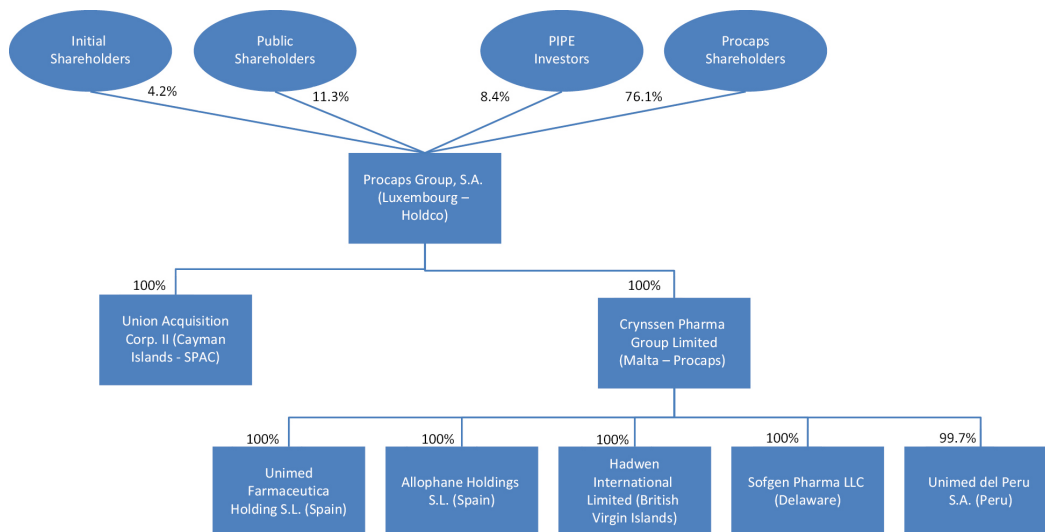 Initial
Shareholders
Public
Shareholders
PIPE
Investors
Procaps
Shareholders
4.2%
11.3%
8.4%
76.1%
Procaps Group, S.A.
(Luxembourg –
Holdco)
100%
100%
Union Acquisition
Corp. II (Cayman
Islands - SPAC)
Crynssen Pharma
Group Limited
(Malta – Procaps)
100%
100%
100%
100%
99.7%
Unimed
Farmaceutica
Holding S.L. (Spain)
Allophane Holdings
S.L. (Spain)
Hadwen
International
Limited (British
Virgin Islands)
Sofgen Pharma LLC
(Delaware)
Unimed del Peru
S.A. (Peru)